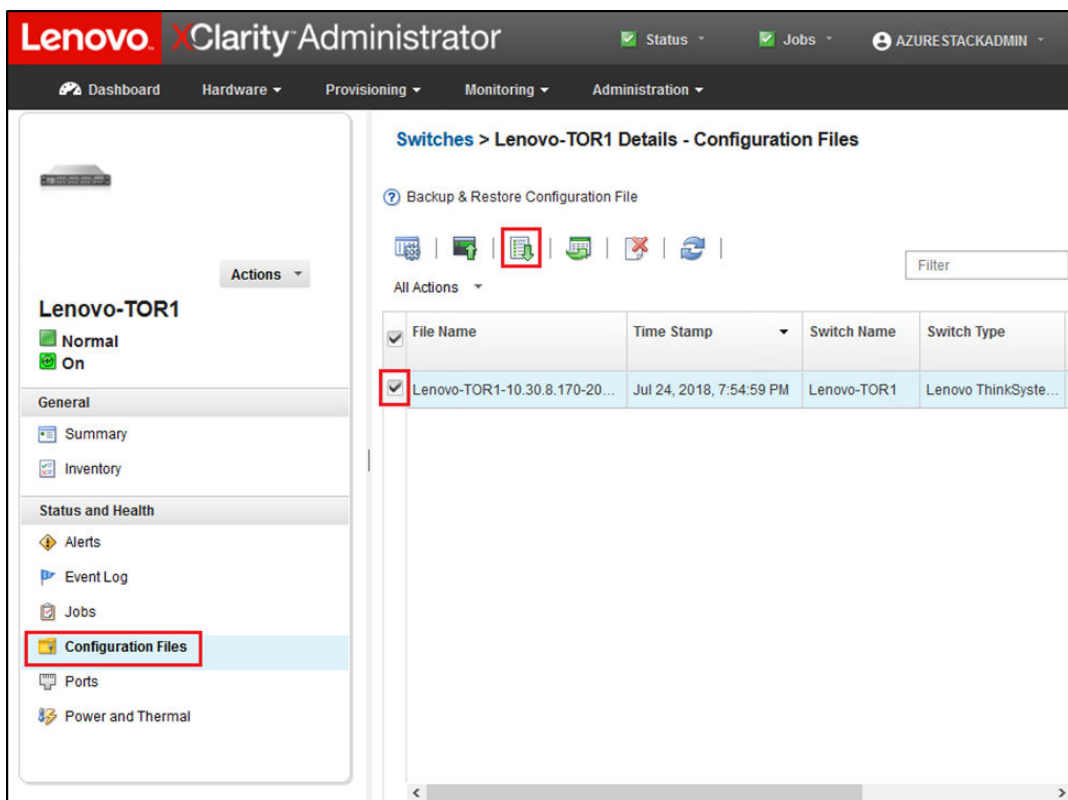 Lenovo. XClarity Administrator
Status
Jobs
AZURESTACKADMIN
Dashboard
Hardware
Provisioning
Monitoring
Administration
Actions
Lenovo-TOR1
Normal
On
General
Summary
Inventory
Status and Health
Alerts
Event Log
Jobs
Configuration Files
Ports
Power and Thermal
Switches > Lenovo-TOR1 Details - Configuration Files
? Backup & Restore Configuration File
Filter
All Actions
File Name Time Stamp Switch Name Switch Type
Lenovo-TOR1-10.30.8.170-20... Jul 24, 2018, 7:54:59 PM Lenovo-TOR1 Lenovo ThinkSyste...